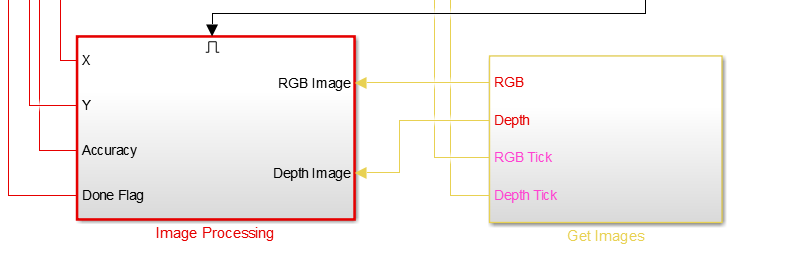 X
Y
Accuracy
Done Flag
RGB Image
Depth Image
Image Processing
RGB
Depth
RGB Tick
Depth Tick
Get Images